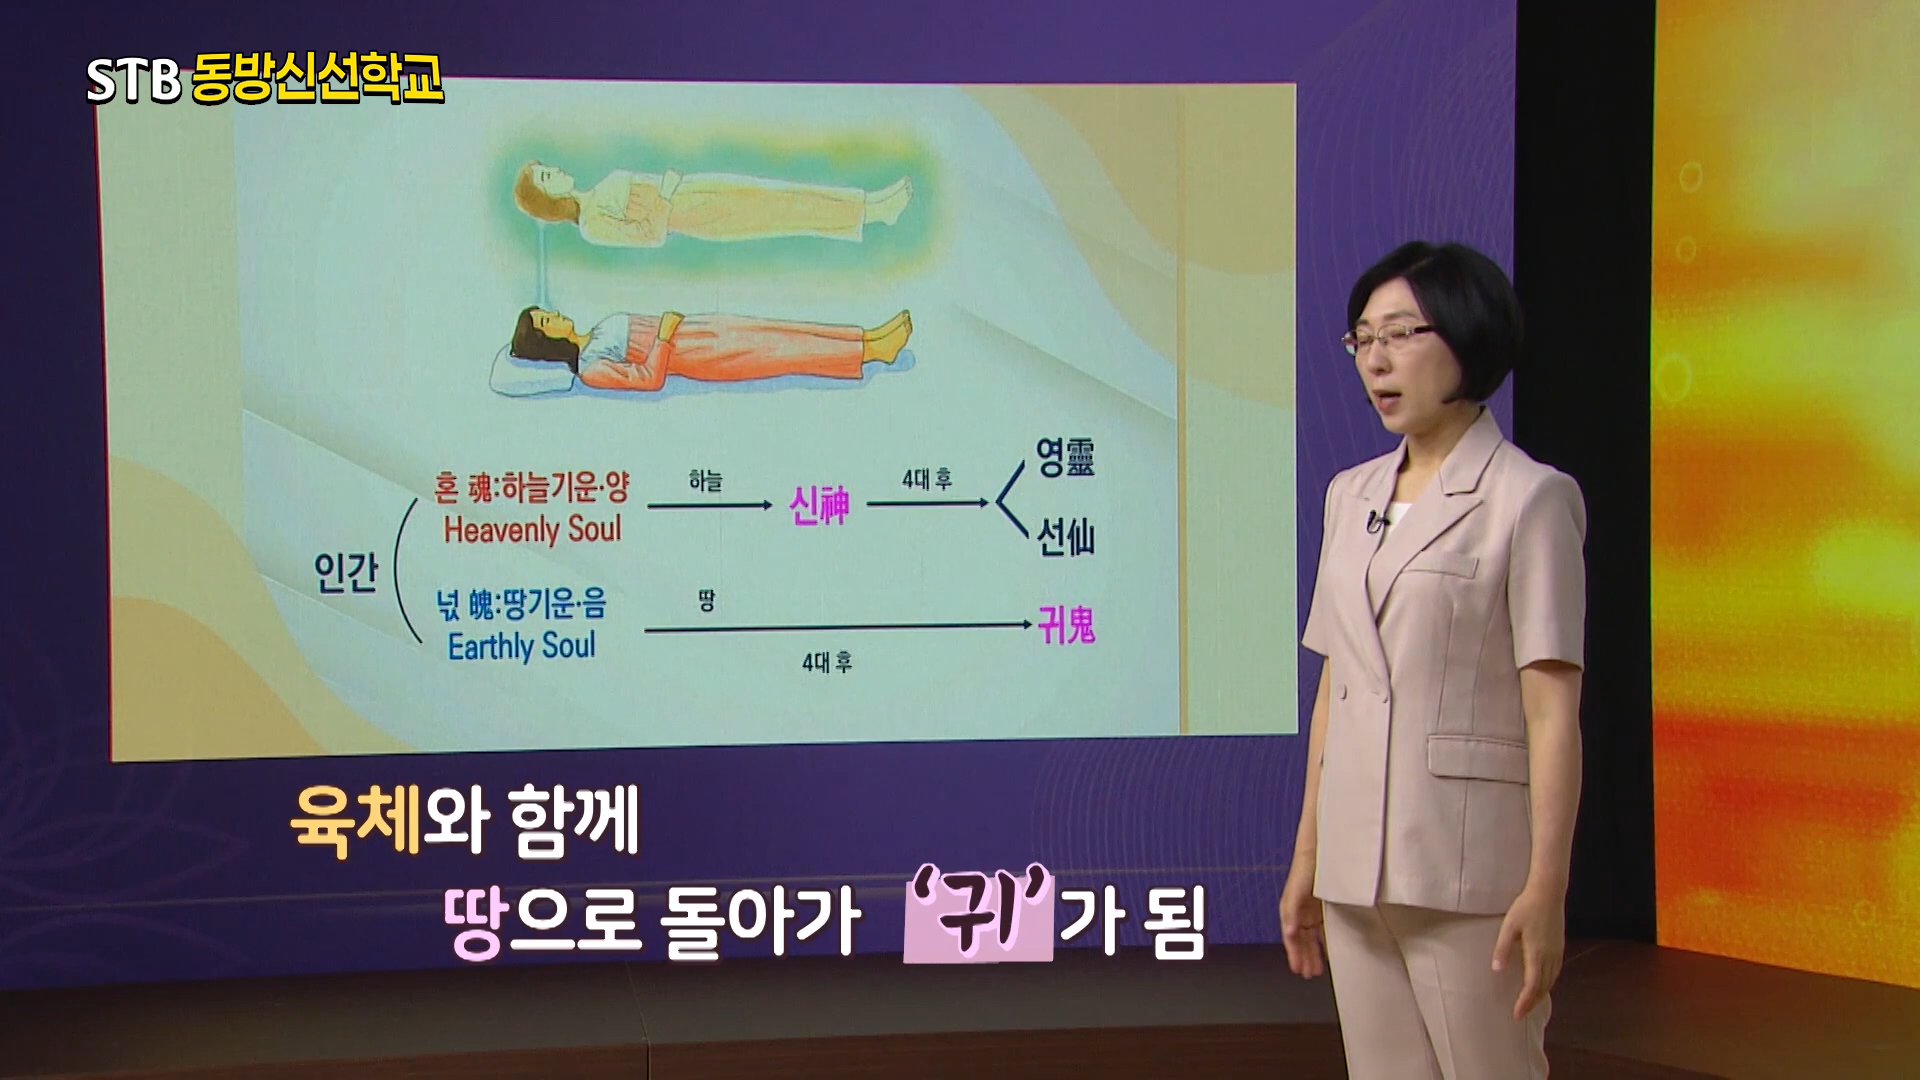 STB 동방신선학교
영靈
하늘
4대 후
혼 魂:하늘기운·양
신神
Heavenly Soul
선仙
인간
넋 魄:땅기운·음
땅
귀鬼
Earthly Soul
4대 후
육체와 함께
땅으로 돌아가 '귀'가 됨